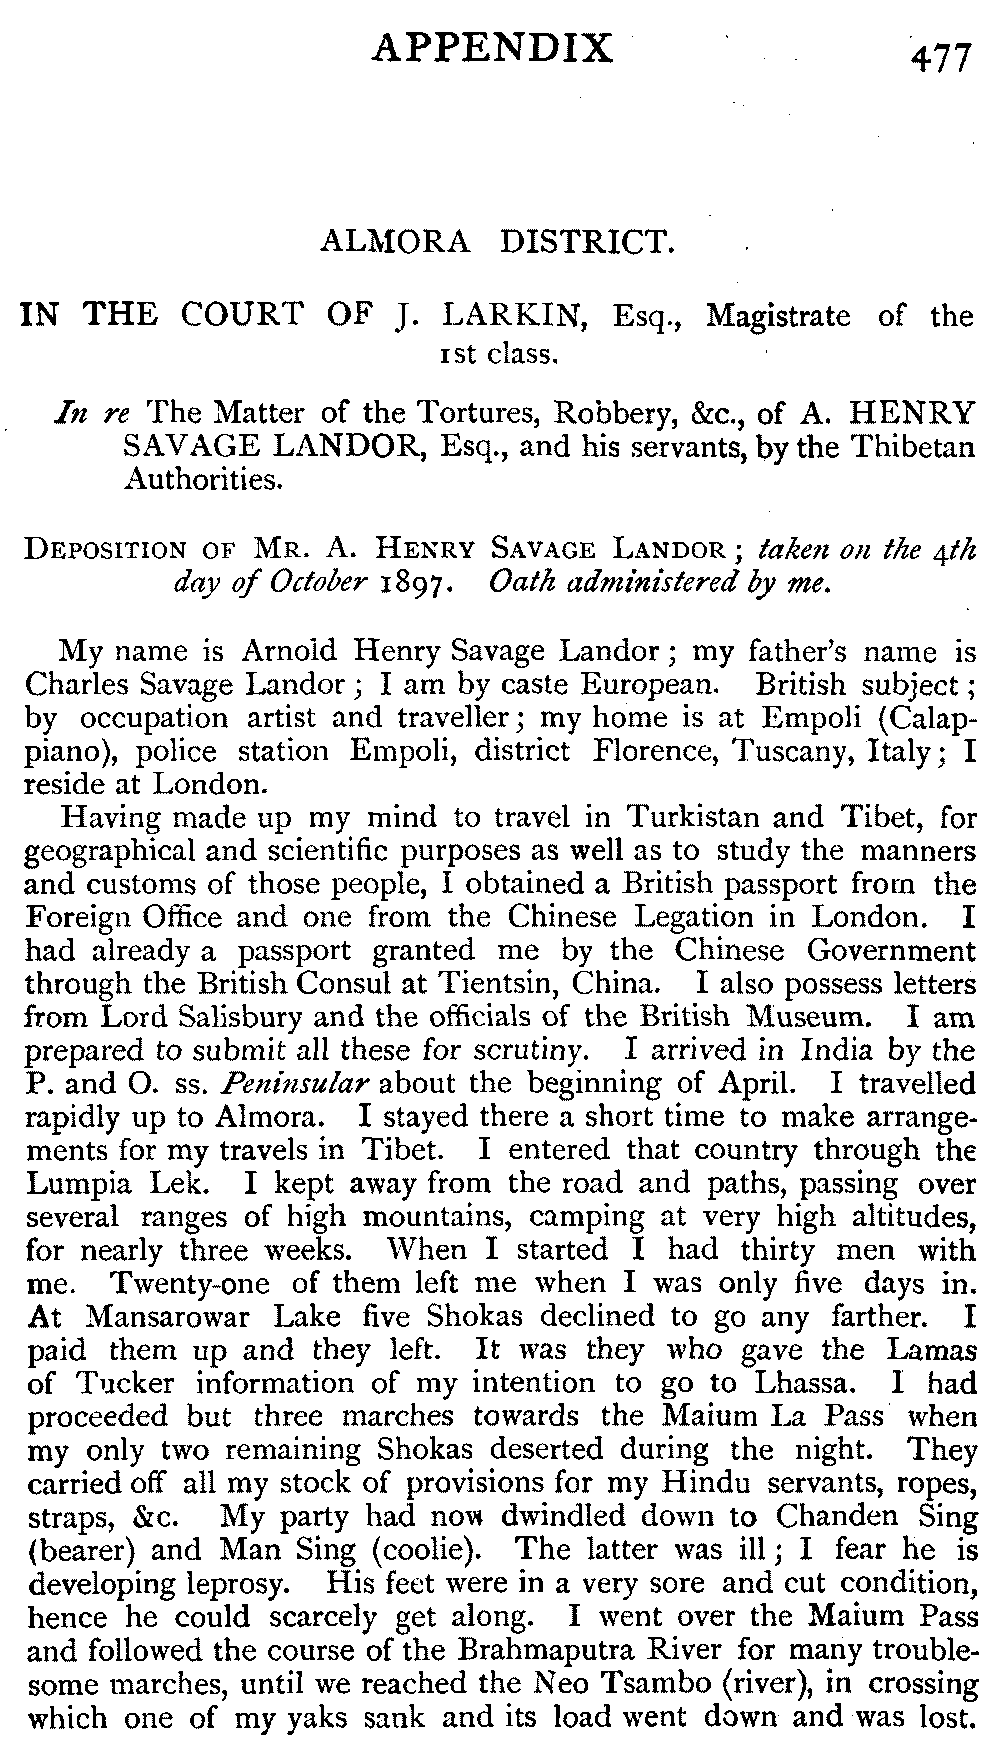 APPENDIX 477
ALMORA DISTRICT.
IN THE COURT OF J. LARKIN, Esq., Magistrate of the
1st class.
In re The Matter of the Tortures, Robbery, &c., of A. HENRY
SAVAGE LANDOR, Esq., and his servants, by the Thibetan
Authorities.
DEPOSITION OF MR. A. HENRY SAVAGE LANDOR; taken on the 4th
day of October 1897. Oath administered by me.
My name is Arnold Henry Savage Landor; my father's name is
Charles Savage Landor; I am by caste European. British subject;
by occupation artist and traveller; my home is at Empoli (Calap-
piano), police station Empoli, district Florence, Tuscany, Italy; I
reside at London.
Having made up my mind to travel in Turkistan and Tibet, for
geographical and scientific purposes as well as to study the manners
and customs of those people, I obtained a British passport from the
Foreign Office and one from the Chinese Legation in London. I
had already a passport granted me by the Chinese Government
through the British Consul at Tientsin, China. I also possess letters
from Lord Salisbury and the officials of the British Museum. I am
prepared to submit all these for scrutiny. I arrived in India by the
P. and O. ss. Peninsular about the beginning of April. I travelled
rapidly up to Almora. I stayed there a short time to make arrange-
ments for my travels in Tibet. I entered that country through the
Lumpia Lek. I kept away from the road and paths, passing over
several ranges of high mountains, camping at very high altitudes,
for nearly three weeks. When I started I had thirty men with
me. Twenty-one of them left me when I was only five days in.
At Mansarowar Lake five Shokas declined to go any farther. I
paid them up and they left. It was they who gave the Lamas
of Tucker information of my intention to go to Lhassa. I had
proceeded but three marches towards the Maium La Pass when
my only two remaining Shokas deserted during the night. They
carried off all my stock of provisions for my Hindu servants, ropes,
straps, &c. My party had now dwindled down to Chanden Sing
(bearer) and Man Sing (coolie). The latter was ill; I fear he is
developing leprosy. His feet were in a very sore and cut condition,
hence he could scarcely get along. I went over the Maium Pass
and followed the course of the Brahmaputra River for many trouble-
some marches, until we reached the Neo Tsambo (river), in crossing
which one of my yaks sank and its load went down and was lost.